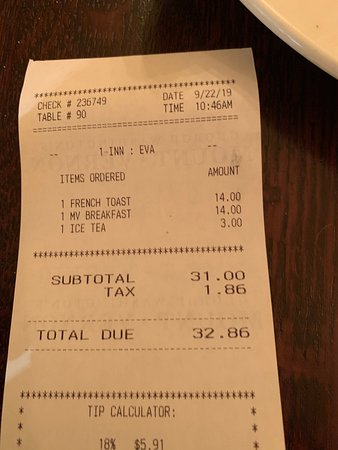 ************************************
CHECK # 236749 DATE 9/22/19
TABLE # 90 TIME 10:46AM
-- 1 INN : EVA --
ITEMS ORDERED AMOUNT
1 FRENCH TOAST 14.00
1 MV BREAKFAST 14.00
1 ICE TEA 3.00
************************************
SUBTOTAL 31.00
TAX 1.86
------------------------------------
TOTAL DUE 32.86
------------------------------------
************************************
* TIP CALCULATOR: *
* *
* 18% $5.91 *